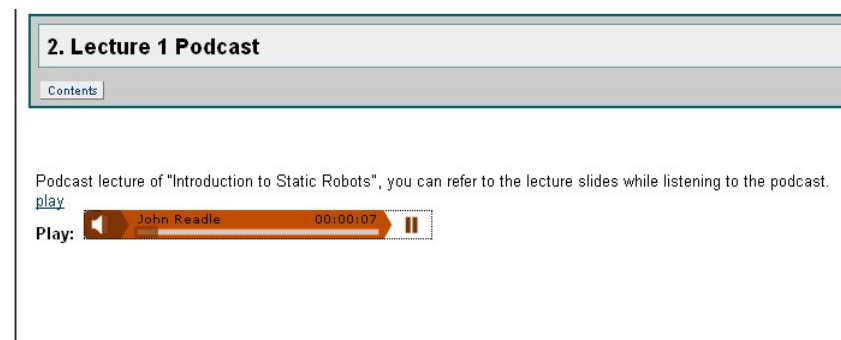 2. Lecture 1 Podcast
Contents
Podcast lecture of "Introduction to Static Robots", you can refer to the lecture slides while listening to the podcast.
play
Play: John Readle 00:00:07